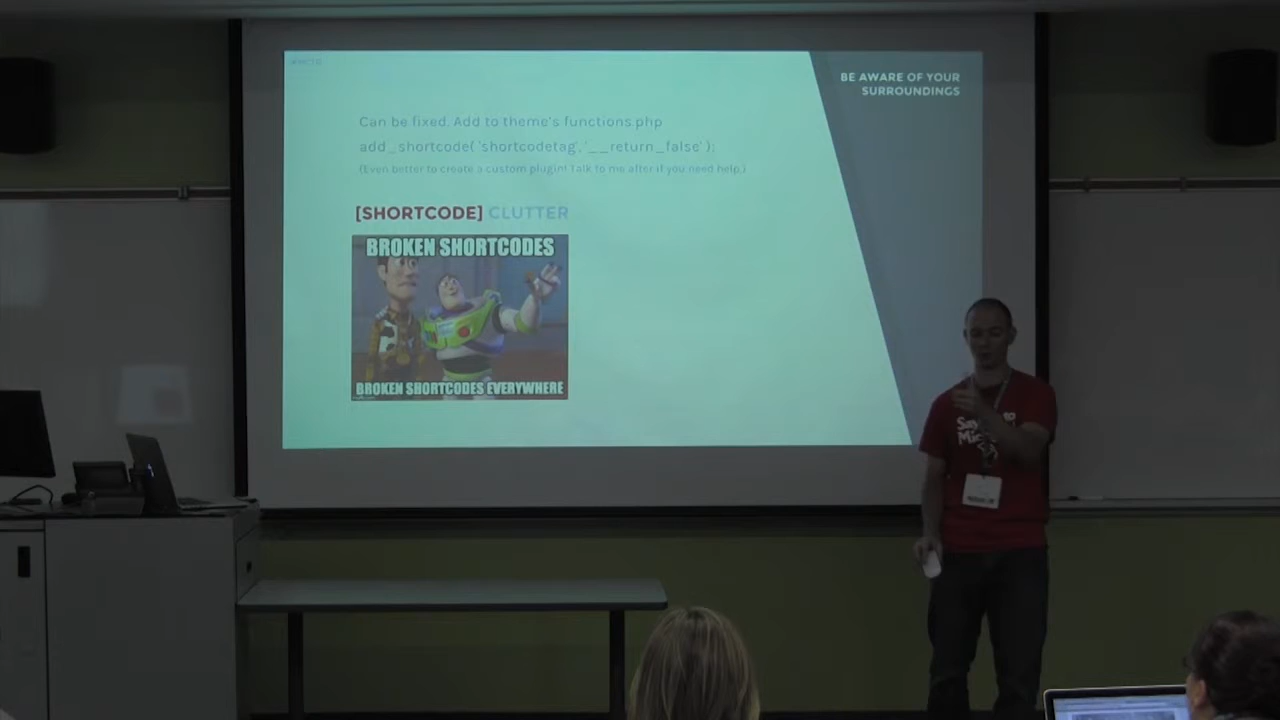 BE AWARE OF YOUR
SURROUNDINGS
Can be fixed. Add to theme's functions.php
add_shortcode( 'shortcodetag', '__return_false' );
(Even better to create a custom plugin! Talk to me after if you need help.)
[SHORTCODE] CLUTTER
BROKEN SHORTCODES
BROKEN SHORTCODES EVERYWHERE